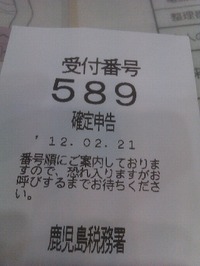 受付番号
589
確定申告
'12.02.21
番号順にご案内しておりま
すので、恐れ入りますがお
呼びするまでお待ちくださ
い。
鹿児島税務署